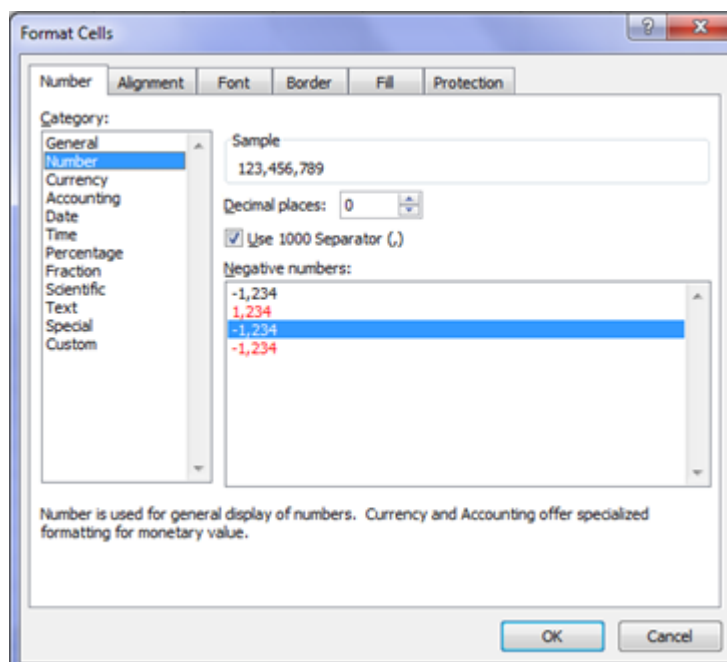 Format Cells
Number Alignment Font Border Fill Protection
Category:
General
Number
Currency
Accounting
Date
Time
Percentage
Fraction
Scientific
Text
Special
Custom
Sample
123,456,789
Decimal places: 0
Use 1000 Separator (,)
Negative numbers:
-1,234
1,234
-1,234
-1,234
Number is used for general display of numbers. Currency and Accounting offer specialized
formatting for monetary value.
OK Cancel